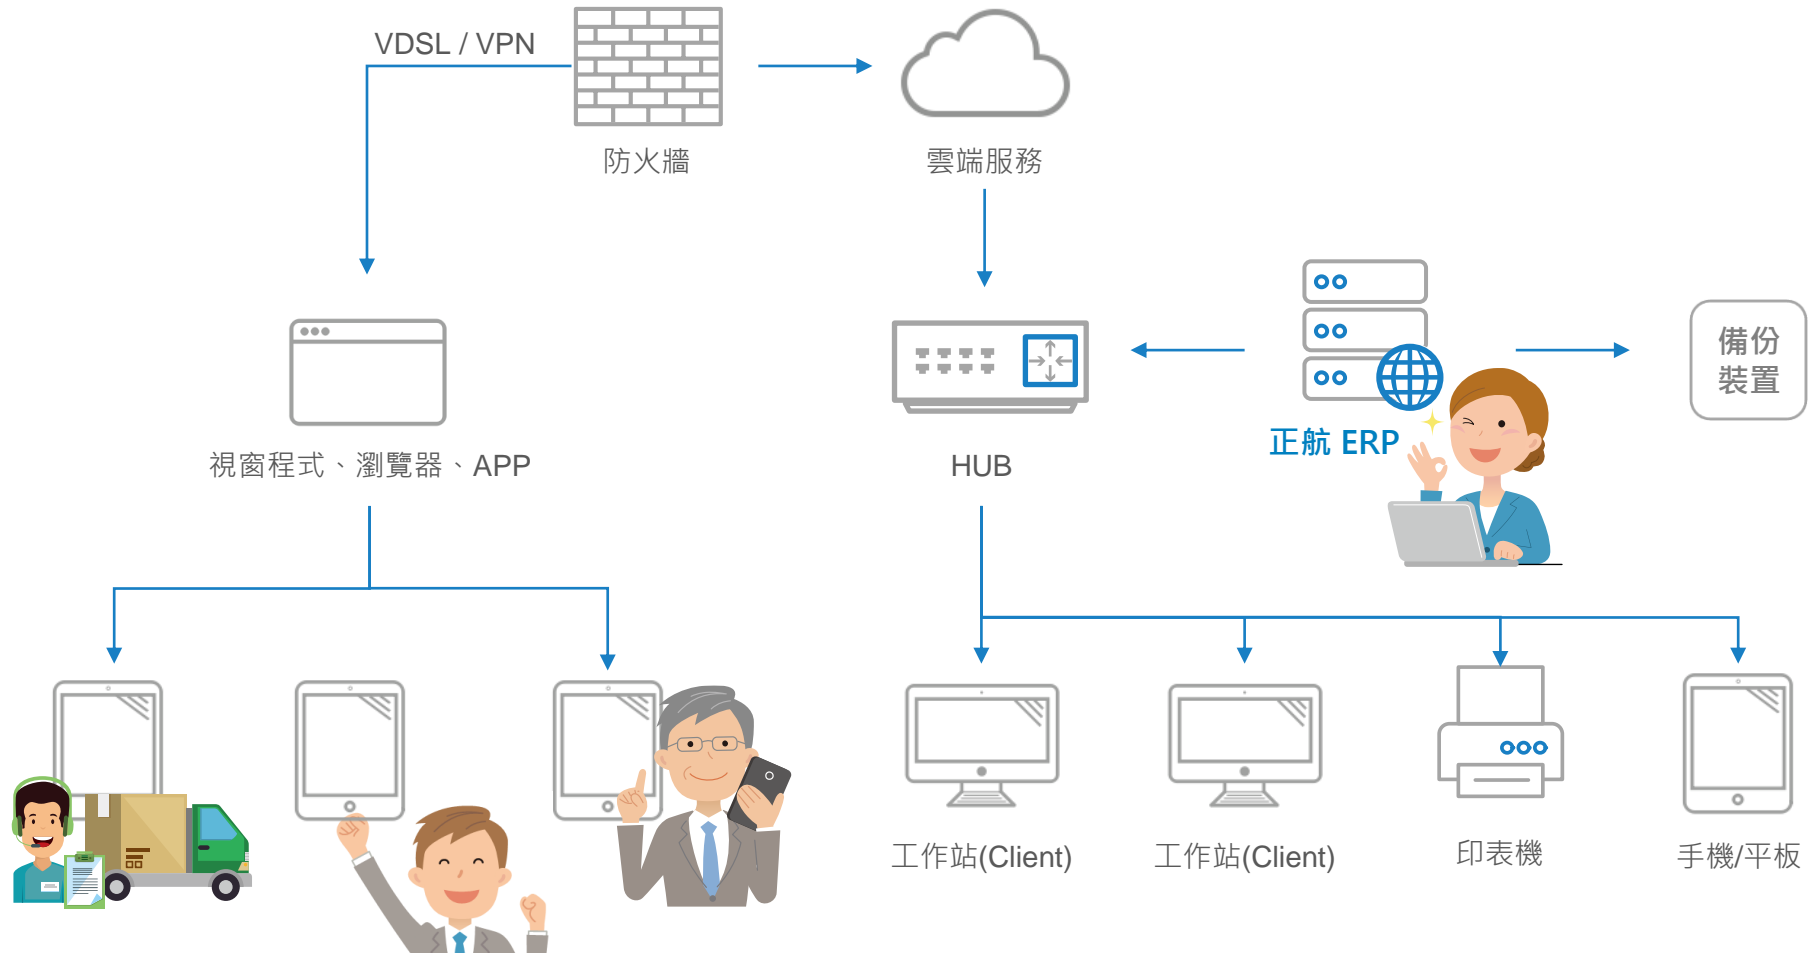 VDSL / VPN
防火牆
雲端服務
備份
裝置
正航 ERP
視窗程式、瀏覽器、APP
HUB
工作站(Client)
工作站(Client)
印表機
手機/平板